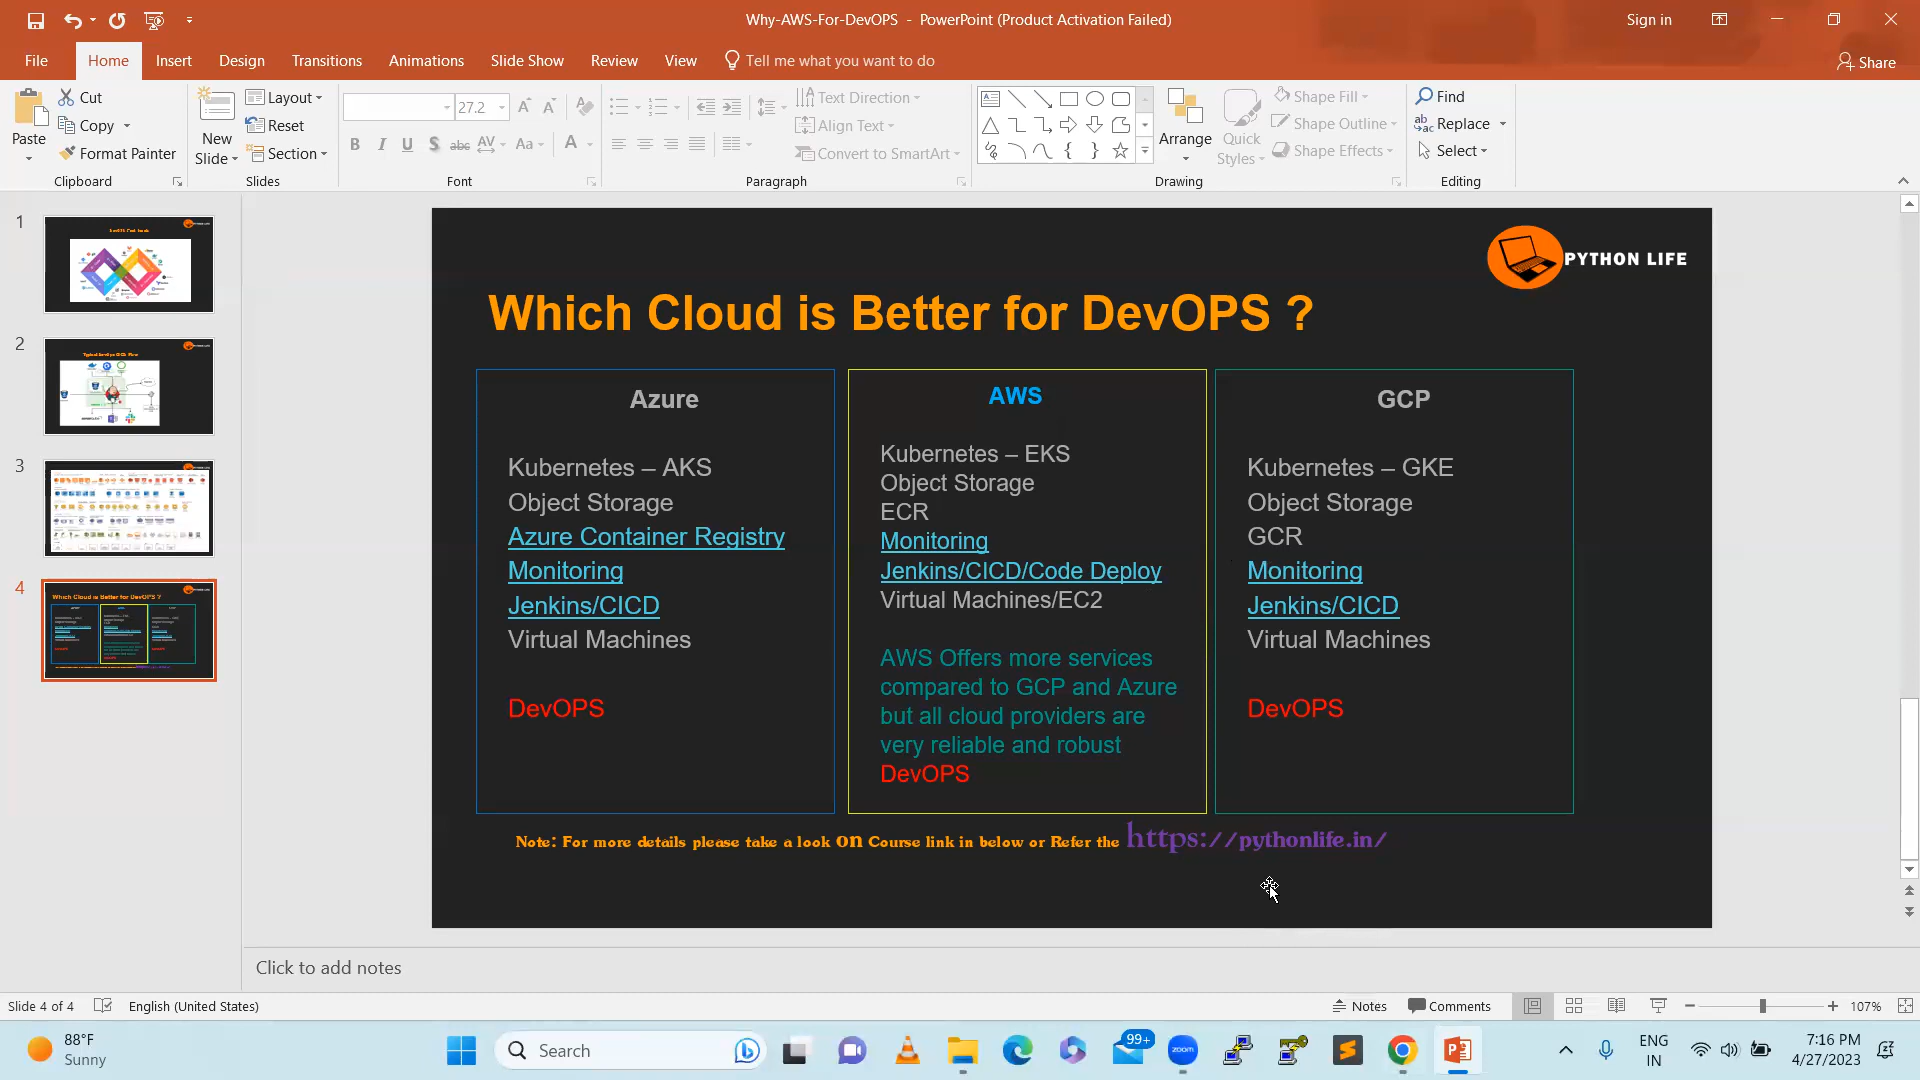 Why-AWS-For-DevOPS - PowerPoint (Product Activation Failed)
Sign in
File
Home
Insert
Design
Transitions
Animations
Slide Show
Review
View
Tell me what you want to do
Share
Paste
Cut
Copy
Format Painter
Clipboard
New Slide
Layout
Reset
Section
Slides
27.2
B I U S abc AV Aa A
Font
Text Direction
Align Text
Convert to SmartArt
Paragraph
Arrange
Quick Styles
Shape Fill
Shape Outline
Shape Effects
Drawing
Find
Replace
Select
Editing
1
2
3
4
PYTHON LIFE
Which Cloud is Better for DevOPS ?
Azure
Kubernetes – AKS
Object Storage
Azure Container Registry
Monitoring
Jenkins/CICD
Virtual Machines
DevOPS
AWS
Kubernetes – EKS
Object Storage
ECR
Monitoring
Jenkins/CICD/Code Deploy
Virtual Machines/EC2
AWS Offers more services
compared to GCP and Azure
but all cloud providers are
very reliable and robust
DevOPS
GCP
Kubernetes – GKE
Object Storage
GCR
Monitoring
Jenkins/CICD
Virtual Machines
DevOPS
Note: For more details please take a look on Course link in below or Refer the https://pythonlife.in/
Click to add notes
Slide 4 of 4
English (United States)
Notes
Comments
107%
88°F
Sunny
Search
99+
zoom
ENG
IN
7:16 PM
4/27/2023